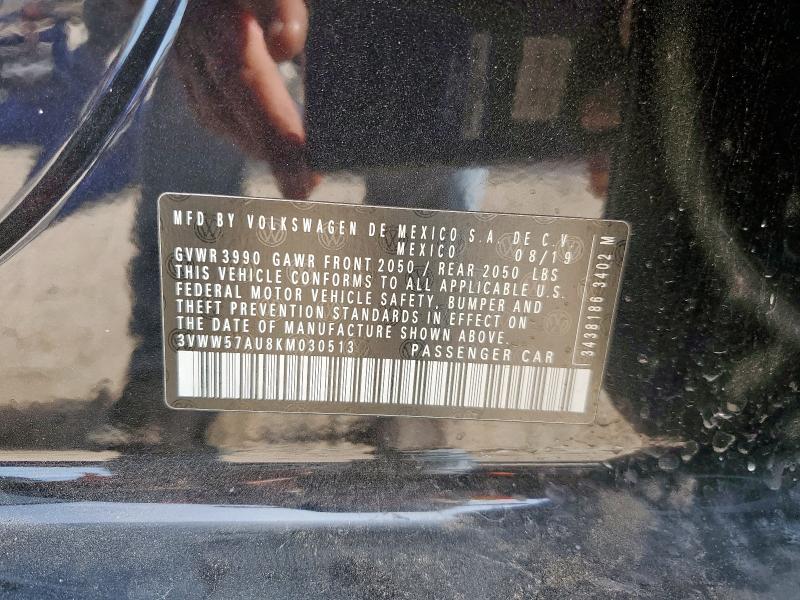 MFD BY VOLKSWAGEN DE MEXICO S.A. DE C.V.
MEXICO 08/19
GVWR 3990 GAWR FRONT 2050 / REAR 2050 LBS
THIS VEHICLE CONFORMS TO ALL APPLICABLE U.S.
FEDERAL MOTOR VEHICLE SAFETY, BUMPER AND
THEFT PREVENTION STANDARDS IN EFFECT ON
THE DATE OF MANUFACTURE SHOWN ABOVE.
3VWW57AU8KM030513 PASSENGER CAR
3438186 3402 M